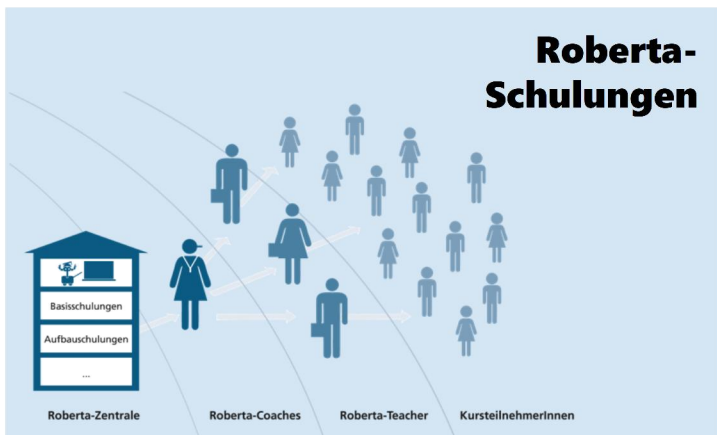 Roberta-
Schulungen
Basisschulungen
Aufbauschulungen
...
Roberta-Zentrale
Roberta-Coaches
Roberta-Teacher
KursteilnehmerInnen